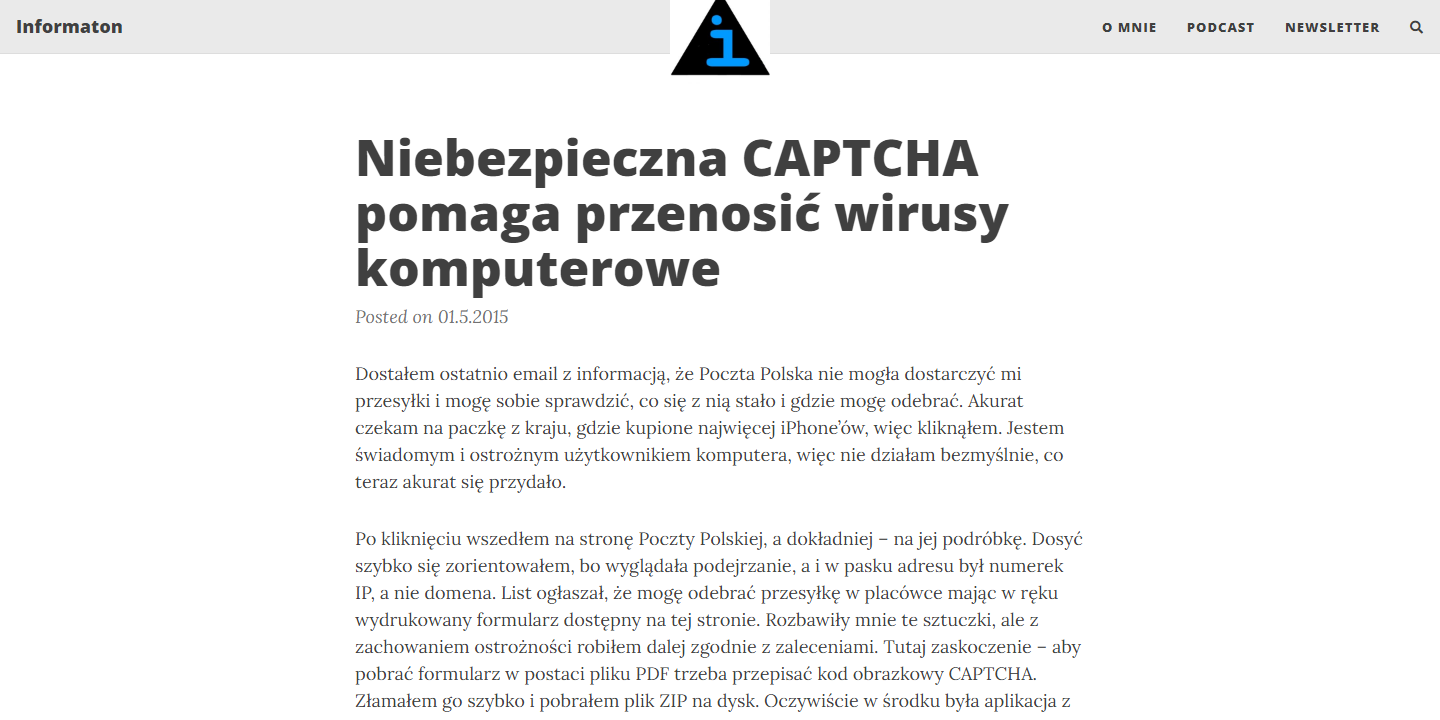 Informaton
i
O MNIE
PODCAST
NEWSLETTER
Niebezpieczna CAPTCHA
pomaga przenosić wirusy
komputerowe
Posted on 01.5.2015
Dostałem ostatnio email z informacją, że Poczta Polska nie mogła dostarczyć mi
przesyłki i mogę sobie sprawdzić, co się z nią stało i gdzie mogę odebrać. Akurat
czekam na paczkę z kraju, gdzie kupione najwięcej iPhone’ów, więc kliknąłem. Jestem
świadomym i ostrożnym użytkownikiem komputera, więc nie działam bezmyślnie, co
teraz akurat się przydało.
Po kliknięciu wszedłem na stronę Poczty Polskiej, a dokładniej – na jej podróbkę. Dosyć
szybko się zorientowałem, bo wyglądała podejrzanie, a i w pasku adresu był numerek
IP, a nie domena. List ogłaszał, że mogę odebrać przesyłkę w placówce mając w ręku
wydrukowany formularz dostępny na tej stronie. Rozbawiły mnie te sztuczki, ale z
zachowaniem ostrożności robiłem dalej zgodnie z zaleceniami. Tutaj zaskoczenie – aby
pobrać formularz w postaci pliku PDF trzeba przepisać kod obrazkowy CAPTCHA.
Złamałem go szybko i pobrałem plik ZIP na dysk. Oczywiście w środku była aplikacja z